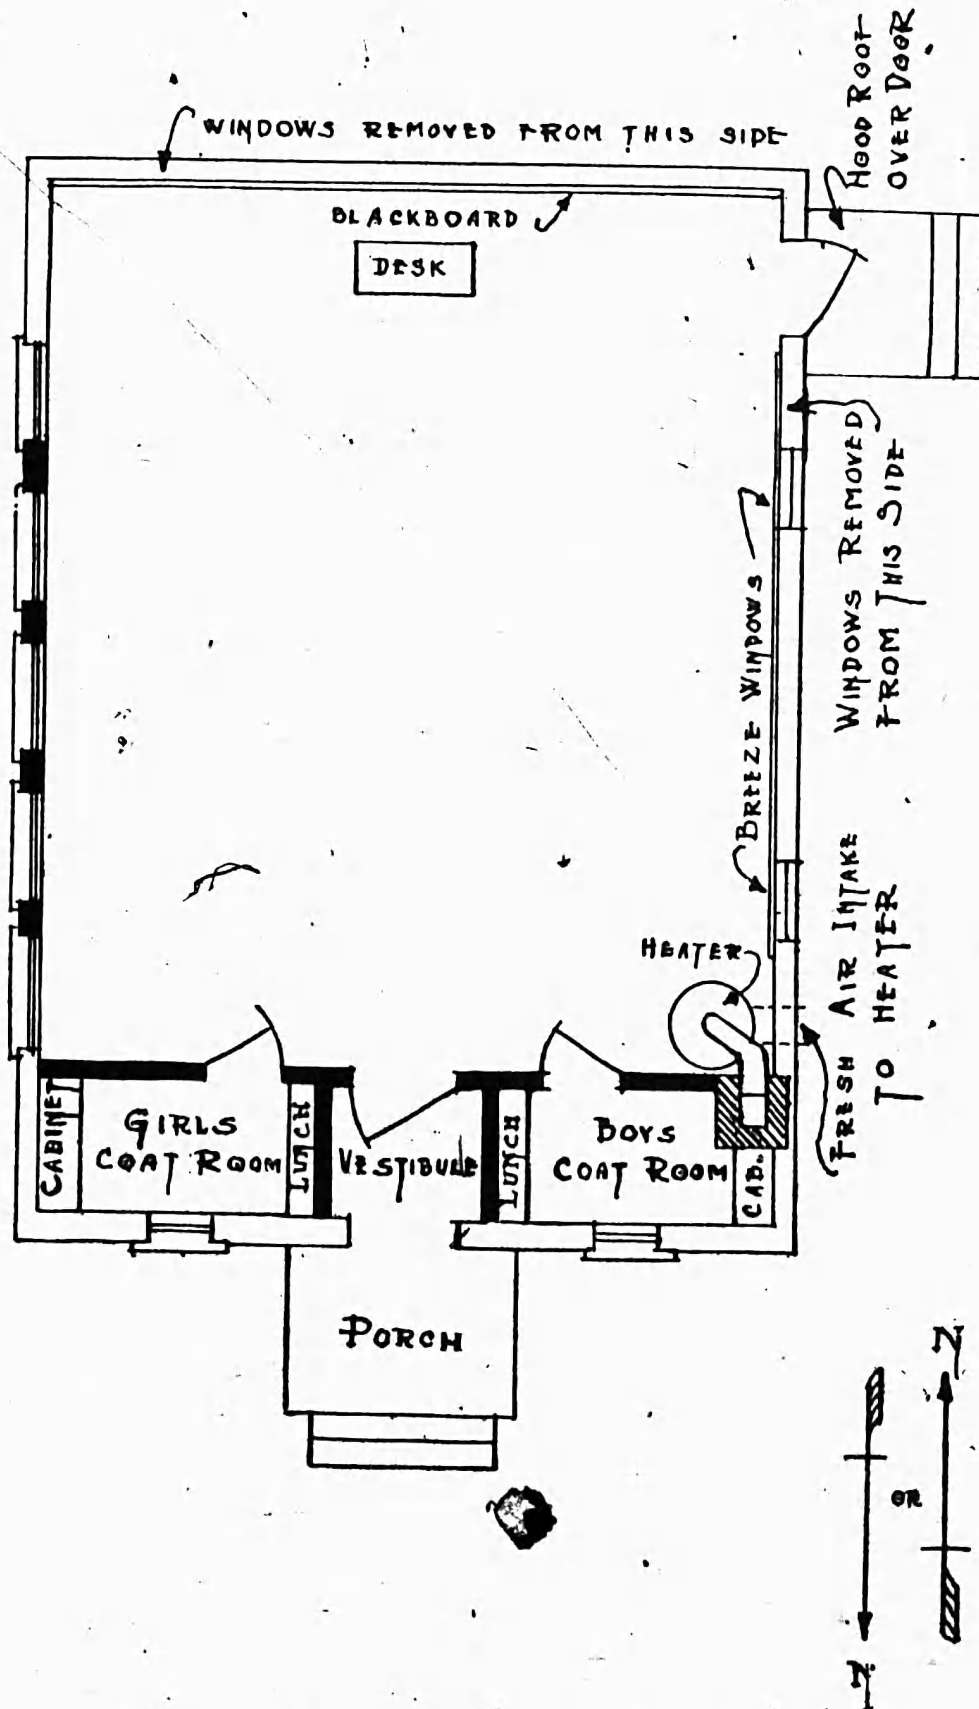 HOOD ROOF
OVER DOOR
WINDOWS REMOVED FROM THIS SIDE
BLACKBOARD
DESK
WINDOWS REMOVED
FROM THIS SIDE
BREEZE WINDOWS
HEATER
FRESH AIR INTAKE
TO HEATER
CABINET
GIRLS
COAT ROOM
LUNCH
VESTIBULE
LUNCH
BOYS
COAT ROOM
CAB.
PORCH
N
OR
N